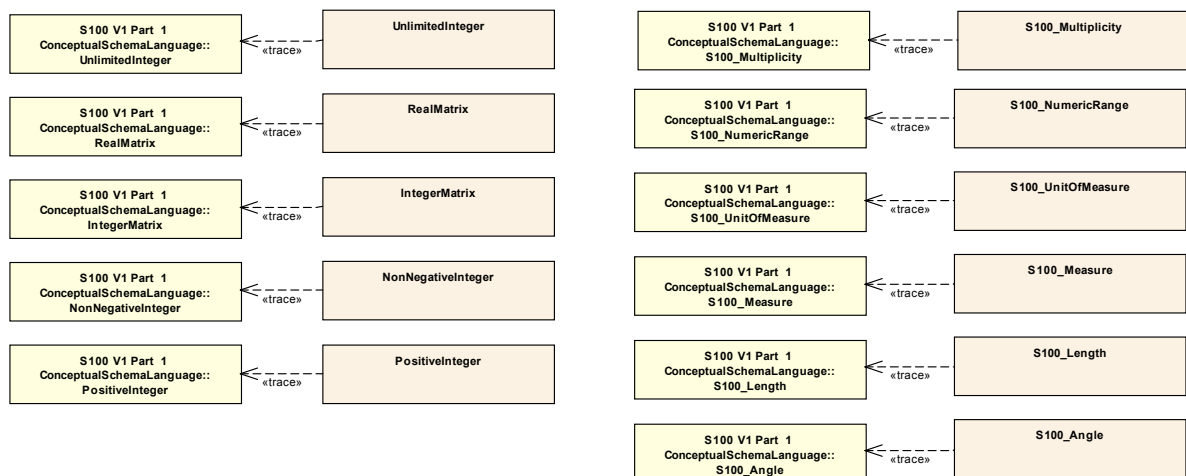 S100 V1 Part 1
ConceptualSchemaLanguage::
UnlimitedInteger
«trace»
UnlimitedInteger
S100 V1 Part 1
ConceptualSchemaLanguage::
RealMatrix
«trace»
RealMatrix
S100 V1 Part 1
ConceptualSchemaLanguage::
IntegerMatrix
«trace»
IntegerMatrix
S100 V1 Part 1
ConceptualSchemaLanguage::
NonNegativeInteger
«trace»
NonNegativeInteger
S100 V1 Part 1
ConceptualSchemaLanguage::
PositiveInteger
«trace»
PositiveInteger
S100 V1 Part 1
ConceptualSchemaLanguage::
S100_Multiplicity
«trace»
S100_Multiplicity
S100 V1 Part 1
ConceptualSchemaLanguage::
S100_NumericRange
«trace»
S100_NumericRange
S100 V1 Part 1
ConceptualSchemaLanguage::
S100_UnitOfMeasure
«trace»
S100_UnitOfMeasure
S100 V1 Part 1
ConceptualSchemaLanguage::
S100_Measure
«trace»
S100_Measure
S100 V1 Part 1
ConceptualSchemaLanguage::
S100_Length
«trace»
S100_Length
S100 V1 Part 1
ConceptualSchemaLanguage::
S100_Angle
«trace»
S100_Angle